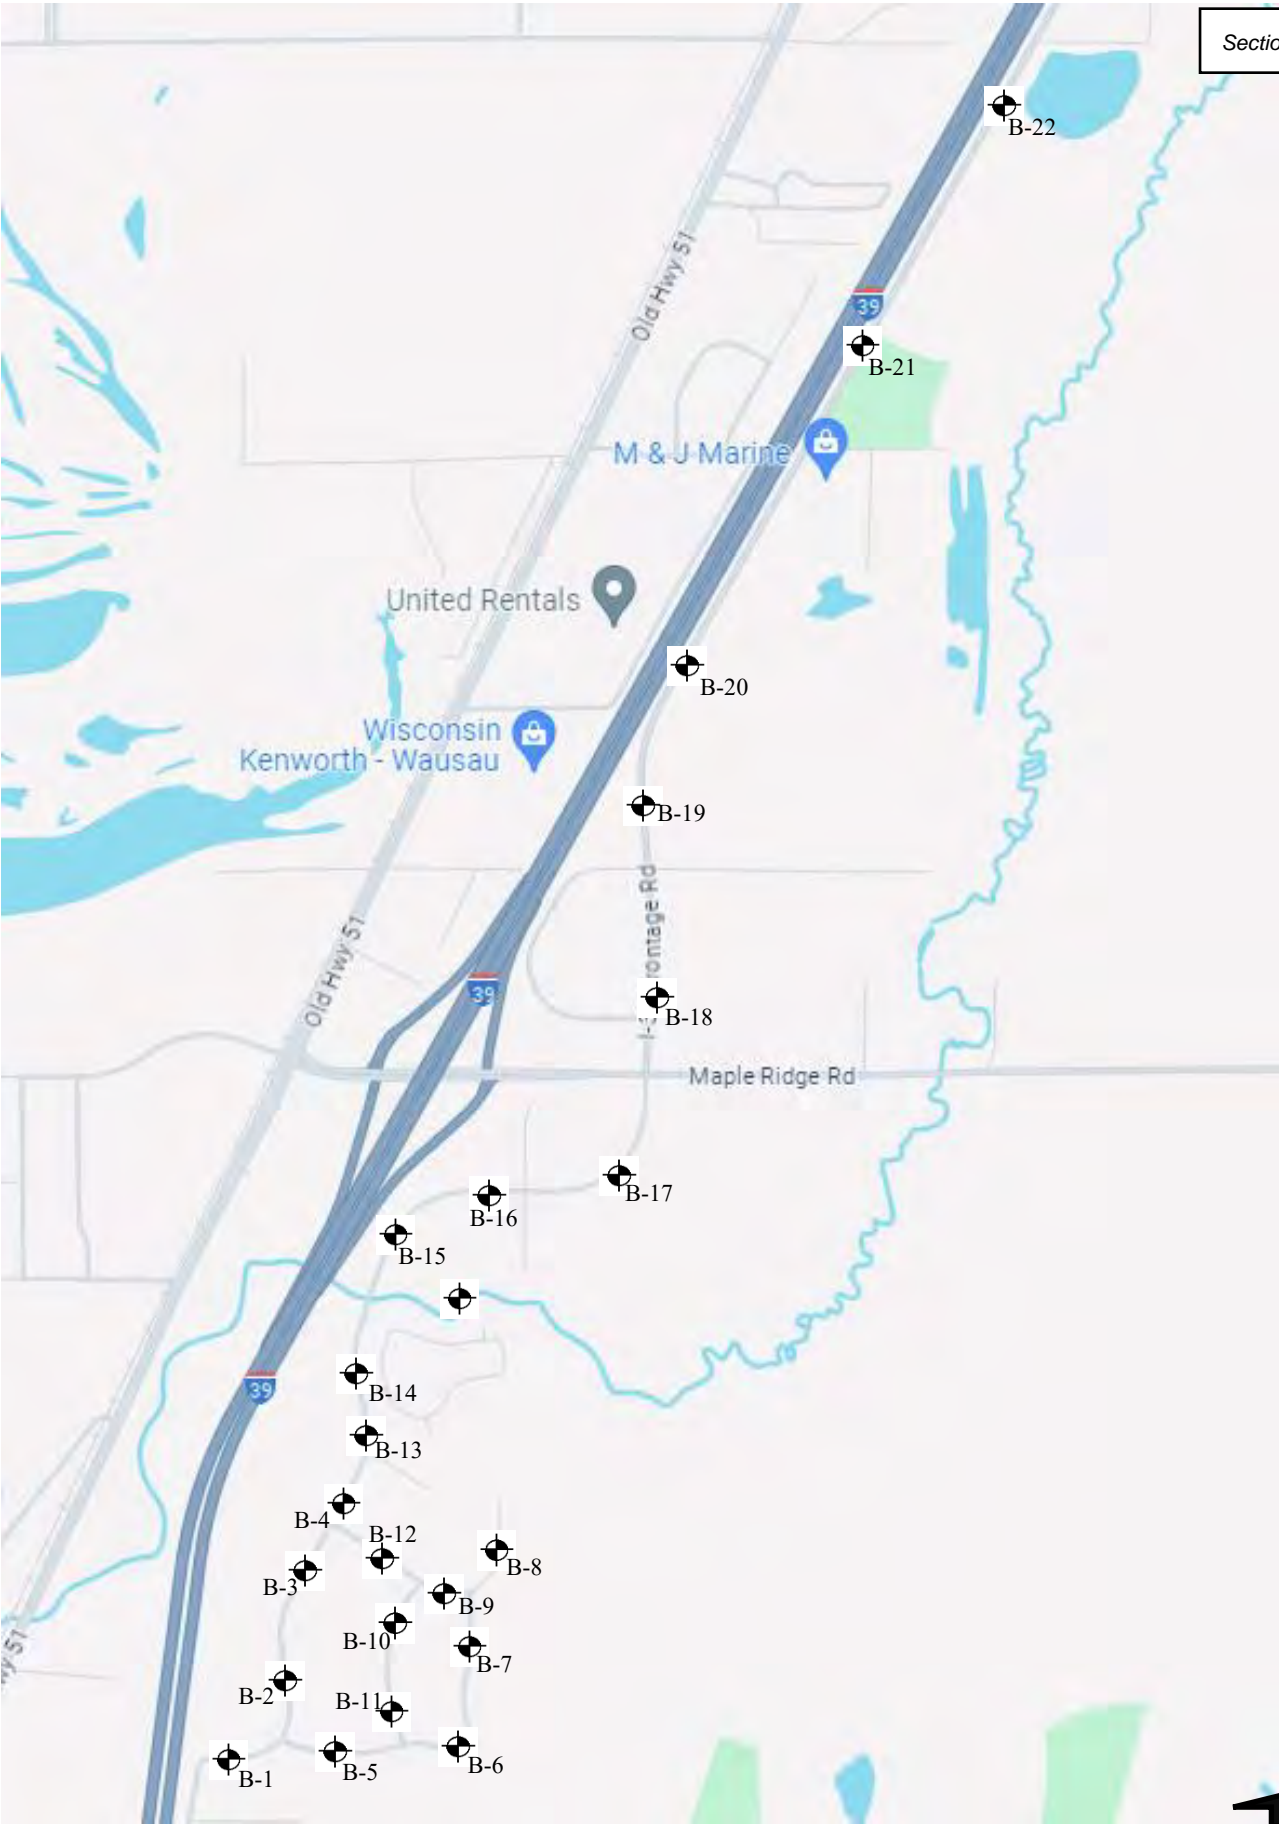 Sectio
B-22
Old Hwy 51
39
B-21
M & J Marine
United Rentals
B-20
Wisconsin
Kenworth - Wausau
B-19
Old Hwy 51
rontage Rd
39
I-
B-18
Maple Ridge Rd
B-17
B-16
B-15
39
B-14
B-13
B-4
B-12
B-8
B-3
B-9
B-10
B-7
wy 51
B-2
B-11
B-1
B-5
B-6